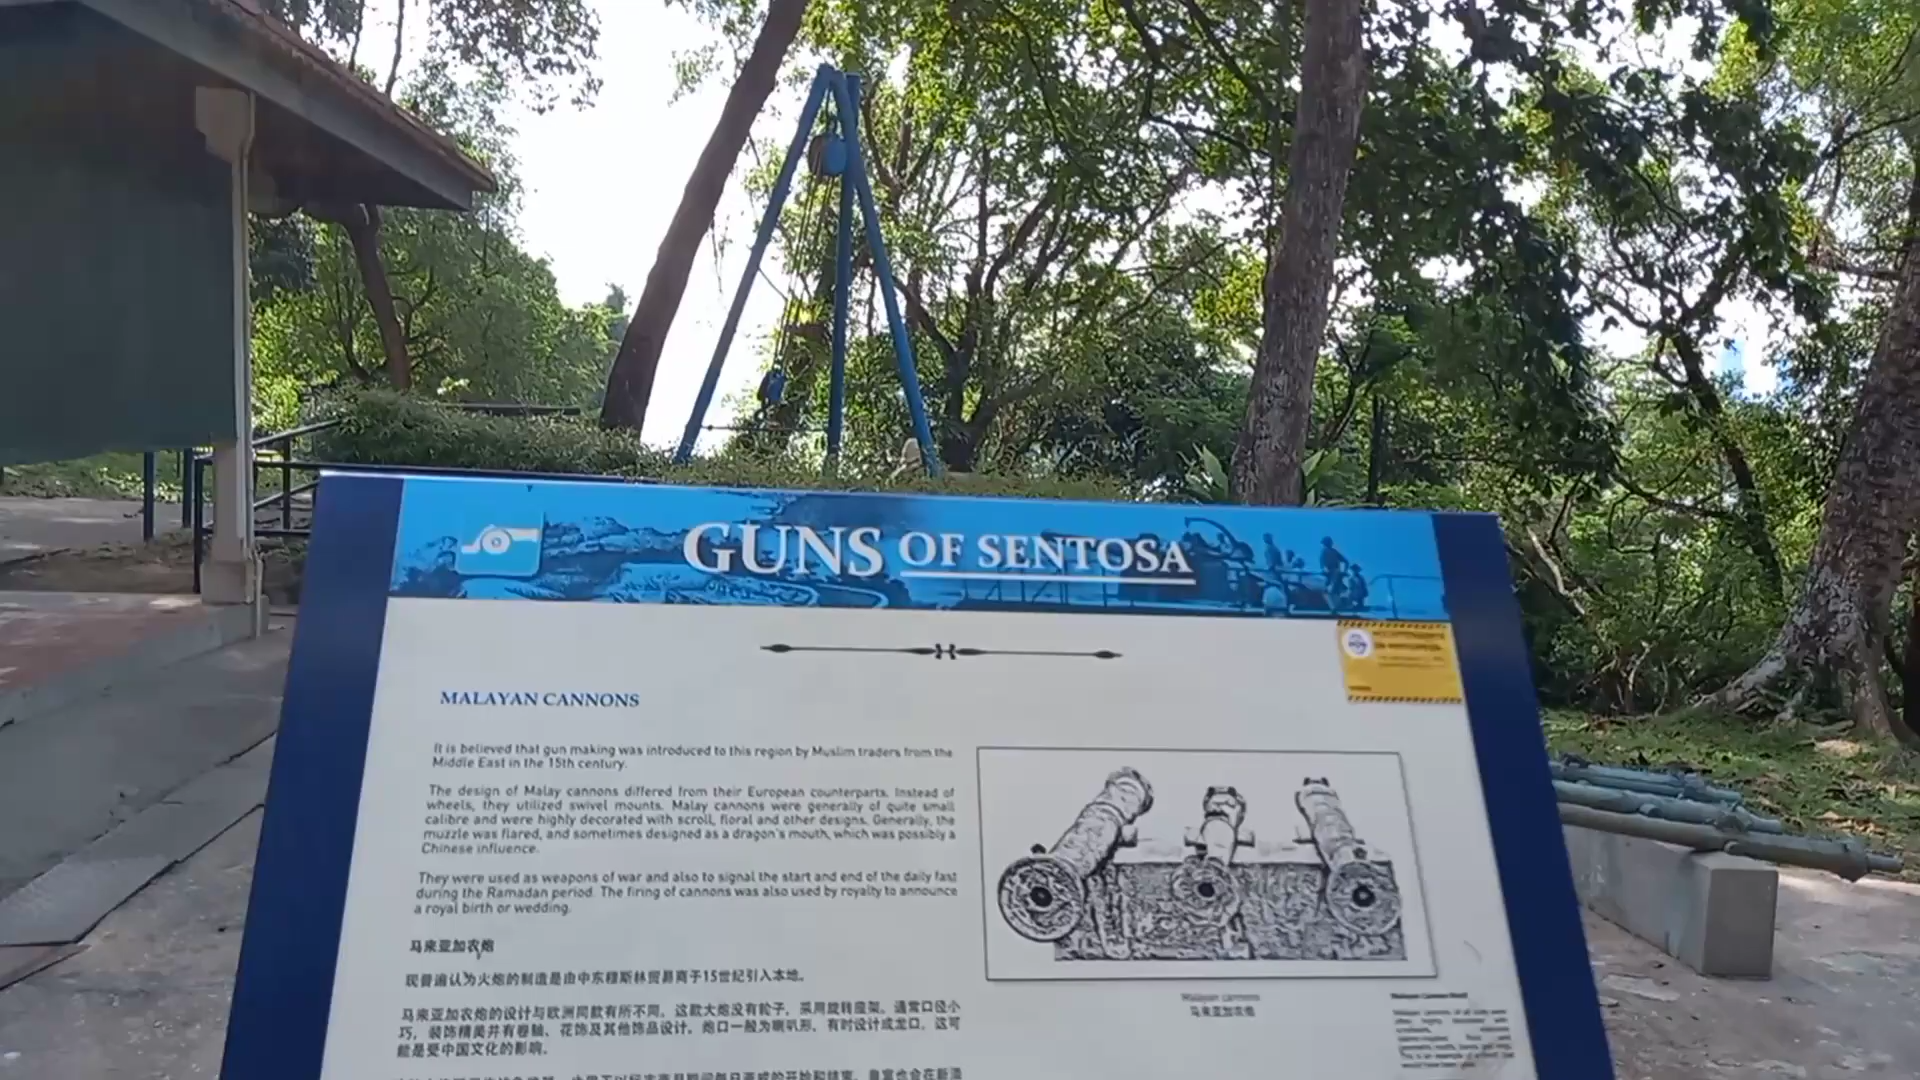 GUNS OF SENTOSA
MALAYAN CANNONS
It is believed that gun making was introduced to this region by Muslim traders from the
Middle East in the 15th century.
The design of Malay cannons differed from their European counterparts. Instead of
wheels, they utilized swivel mounts. Malay cannons were generally of quite small
calibre and were highly decorated with scroll, floral and other designs. Generally, the
muzzle was flared, and sometimes designed as a dragon's mouth, which was possibly a
Chinese influence.
They were used as weapons of war and also to signal the start and end of the daily fast
during the Ramadan period. The firing of cannons was also used by royalty to announce
a royal birth or wedding.
马来亚加农炮
现普遍认为火炮的制造是由中东穆斯林贸易商于15世纪引入本地。
马来亚加农炮的设计与欧洲同款有所不同。这款大炮没有轮子，采用旋转座架。通常口径小
巧，装饰精美并有卷轴、花饰及其他饰品设计。炮口一般为喇叭形，有时设计成龙口，这可
能是受中国文化的影响。
Malayan cannons
马来亚加农炮